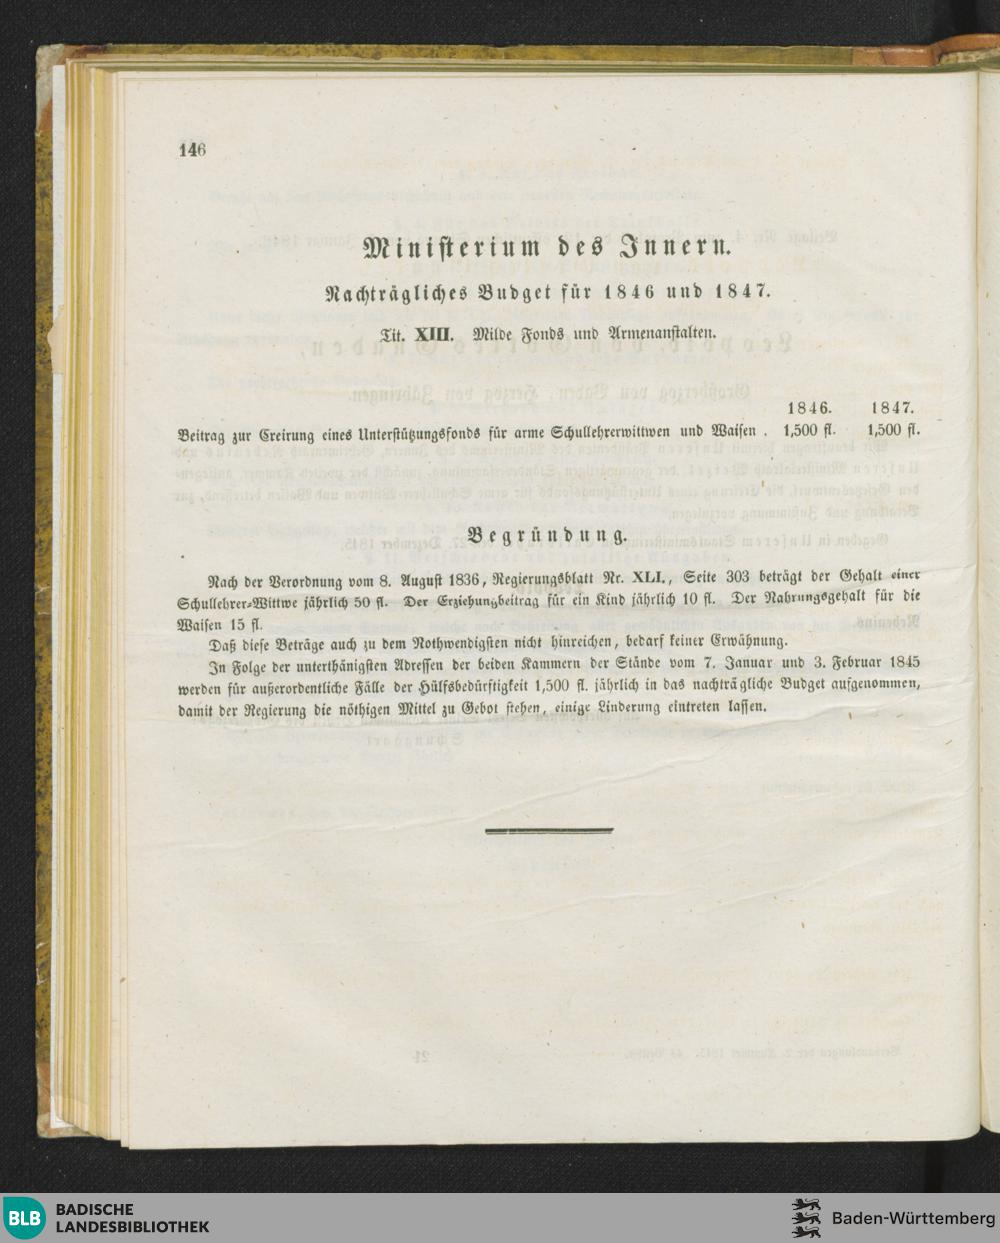 146
Ministerium des Innern.
Nachträgliches Budget für 1846 und 1847.
Tit. XIII. Milde Fonds und Armenanstalten.
1846. 1847.
Beitrag zur Creirung eines Unterstützungsfonds für arme Schullehrerwittwen und Waisen . 1,500 fl. 1,500 fl.
Begründung.
Nach der Verordnung vom 8. August 1836, Regierungsblatt Nr. XLI., Seite 303 beträgt der Gehalt einer
Schullehrer-Wittwe jährlich 50 fl. Der Erziehungbeitrag für ein Kind jährlich 10 fl. Der Nahrungsgehalt für die
Waisen 15 fl.
Daß diese Beträge auch zu dem Nothwendigsten nicht hinreichen, bedarf keiner Erwähnung.
In Folge der unterthänigsten Adressen der beiden Kammern der Stände vom 7. Januar und 3. Februar 1845
werden für außerordentliche Fälle der Hülfsbedürftigkeit 1,500 fl. jährlich in das nachträgliche Budget aufgenommen,
damit der Regierung die nöthigen Mittel zu Gebot stehen, einige Linderung eintreten lassen.
BLB BADISCHE
LANDESBIBLIOTHEK
Baden-Württemberg